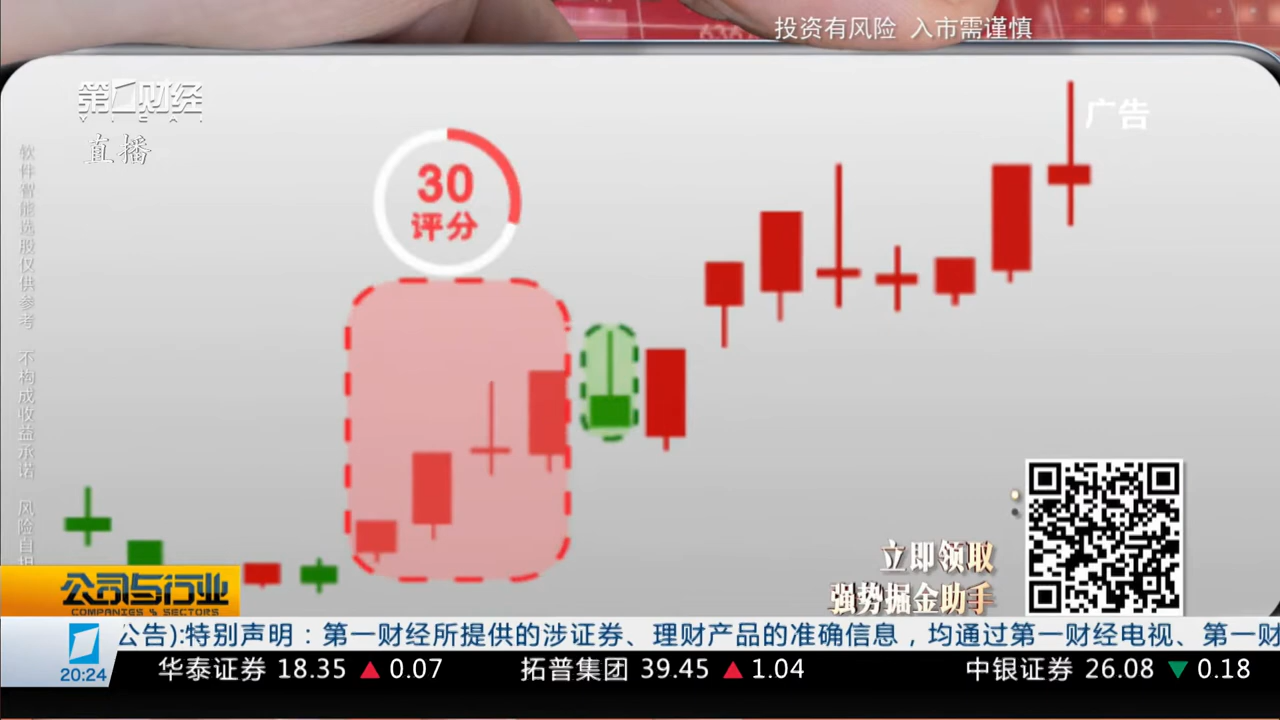 投资有风险 入市需谨慎
第一财经
YICAI
直播
广告
软件智能选股仅供参考 不构成收益承诺 风险自担
30
评分
立即领取
强势掘金助手
公司与行业
COMPANIES & SECTORS
公告):特别声明：第一财经所提供的涉证券、理财产品的准确信息，均通过第一财经电视、第一财
20:24
华泰证券 18.35 ▲ 0.07 拓普集团 39.45 ▲ 1.04 中银证券 26.08 ▼ 0.18